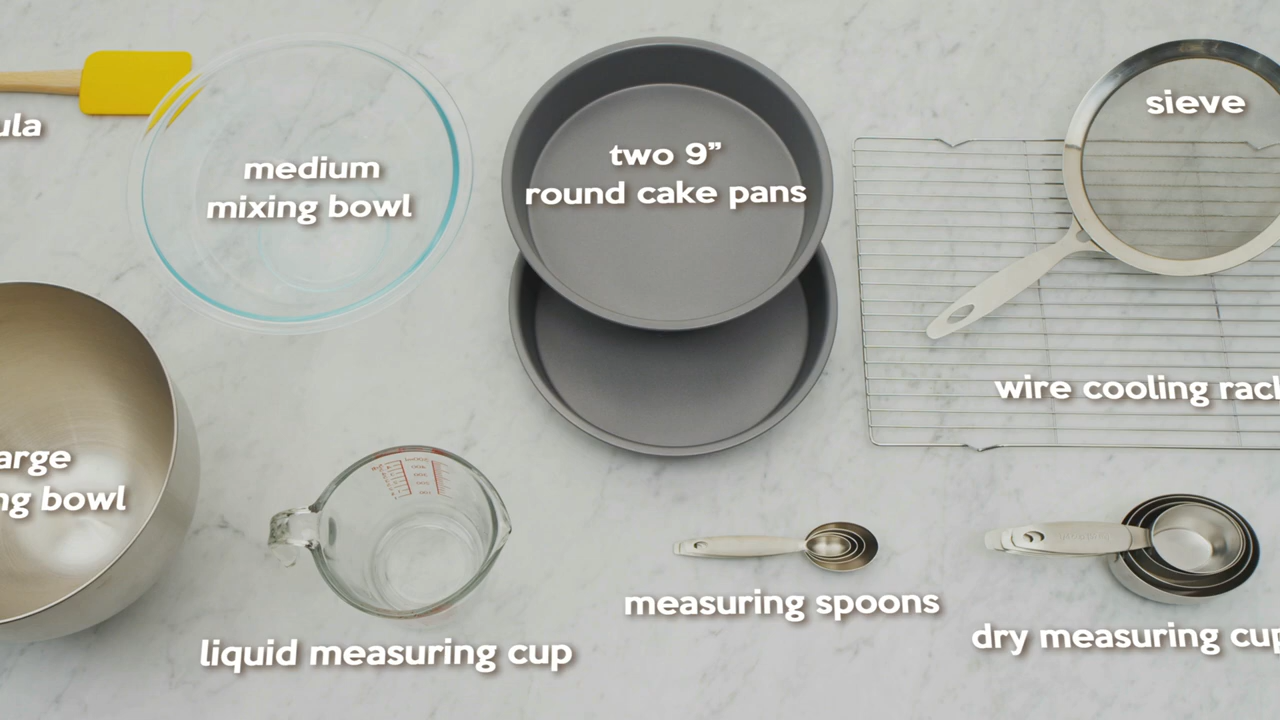 sieve
ula
two 9”
round cake pans
medium
mixing bowl
wire cooling rack
arge
ng bowl
measuring spoons
dry measuring cup
liquid measuring cup